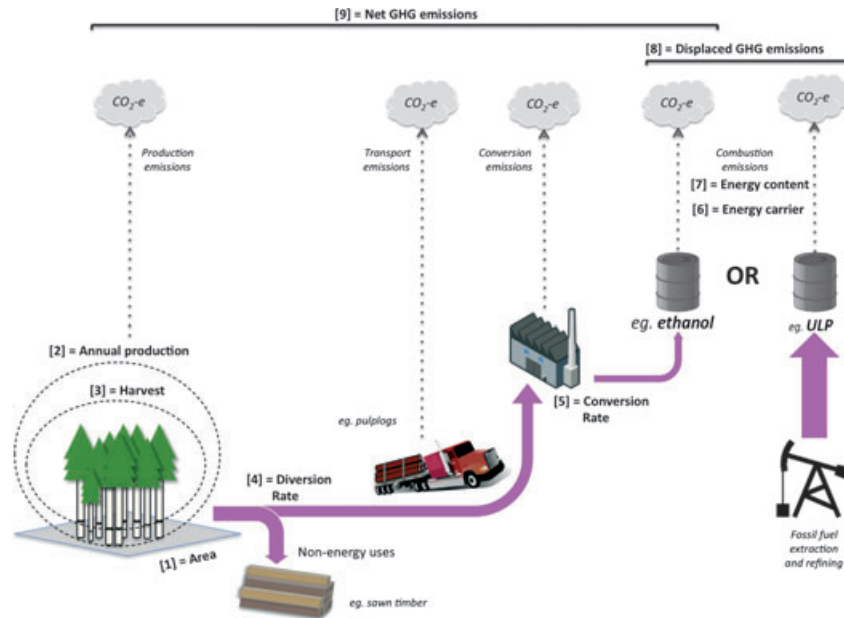 [9] = Net GHG emissions
[8] = Displaced GHG emissions
CO₂-e
CO₂-e
CO₂-e
CO₂-e
CO₂-e
Production
emissions
Transport
emissions
Conversion
emissions
Combustion
emissions
[7] = Energy content
[6] = Energy carrier
OR
eg. ethanol
eg. ULP
[2] = Annual production
[3] = Harvest
[5] = Conversion
Rate
eg. pulplogs
[4] = Diversion
Rate
[1] = Area
Non-energy uses
eg. sawn timber
Fossil fuel
extraction
and refining